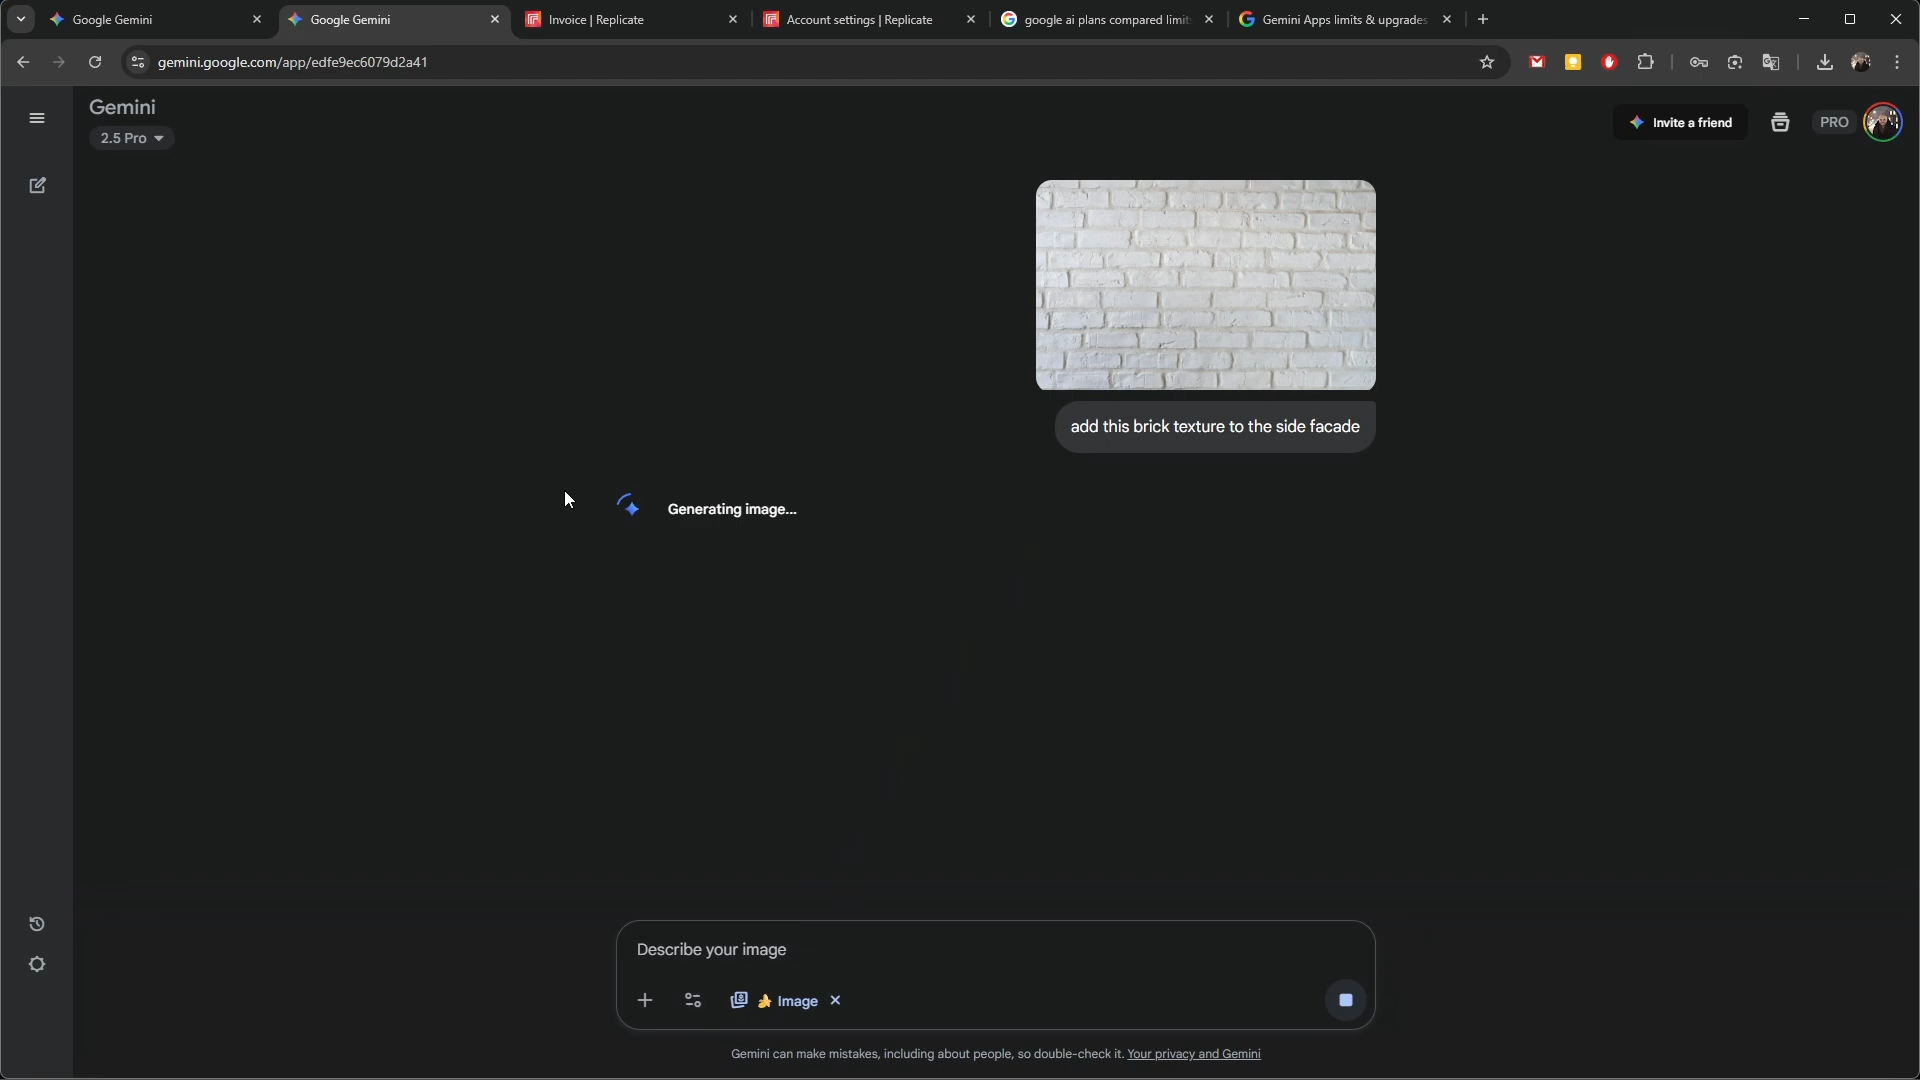 Google Gemini
Google Gemini
Invoice | Replicate
Account settings | Replicate
google ai plans compared limit
Gemini Apps limits & upgrades
gemini.google.com/app/edfe9ec6079d2a41
Gemini
2.5 Pro
Invite a friend
PRO
add this brick texture to the side facade
Generating image...
Describe your image
Image
Gemini can make mistakes, including about people, so double-check it. Your privacy and Gemini